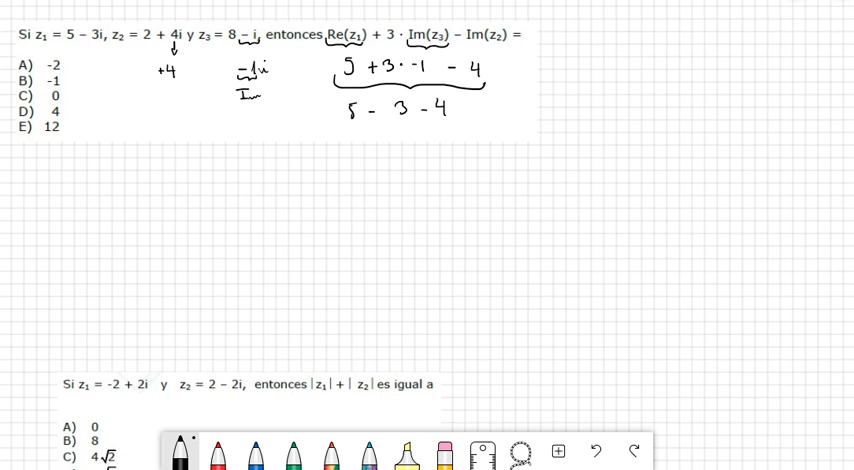 Si z₁ = 5 – 3i, z₂ = 2 + 4i y z₃ = 8 – i, entonces Re(z₁) + 3 · Im(z₃) – Im(z₂) =
A) -2
B) -1
C) 0
D) 4
E) 12
+4
-1i
Im
5 + 3 · -1 - 4
5 - 3 - 4
Si z₁ = -2 + 2i y z₂ = 2 – 2i, entonces |z₁| + | z₂| es igual a
A) 0
B) 8
C) 4√2